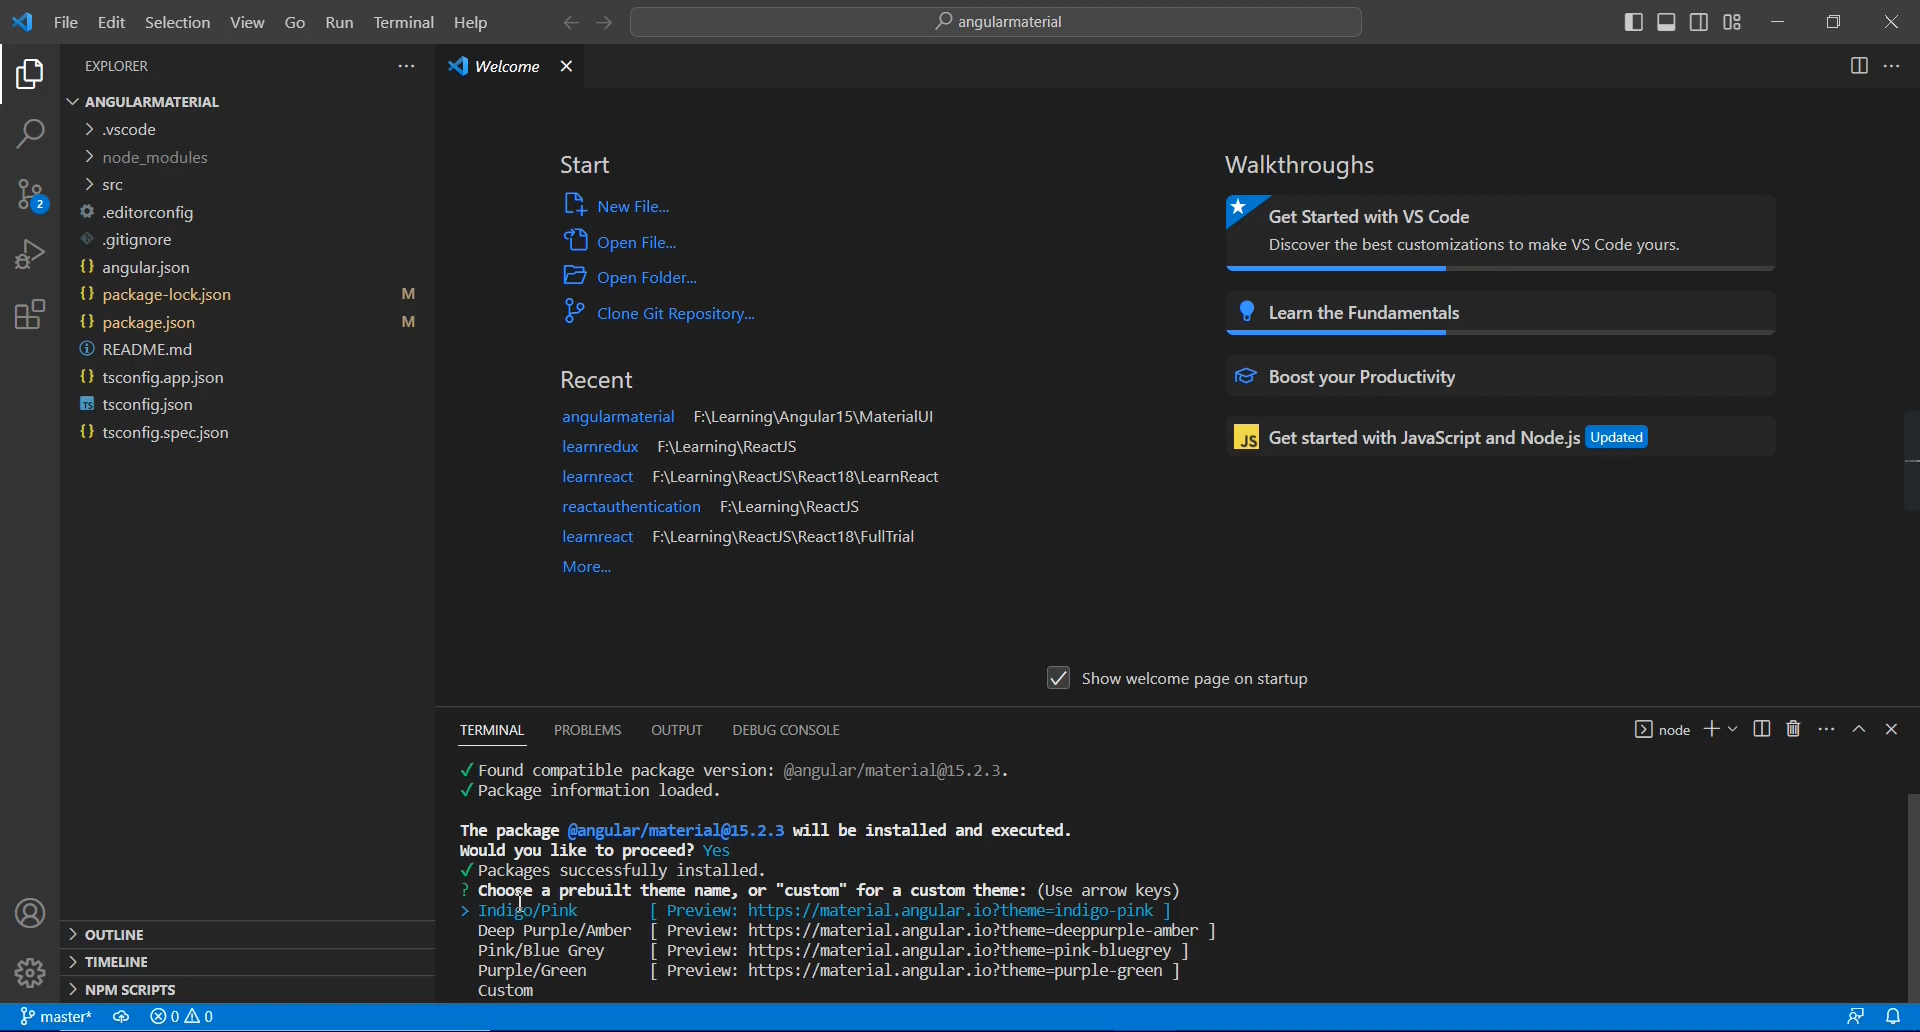 File Edit Selection View Go Run Terminal Help
angularmaterial
EXPLORER
ANGULARMATERIAL
.vscode
node_modules
src
.editorconfig
.gitignore
{} angular.json
{} package-lock.json M
{} package.json M
README.md
{} tsconfig.app.json
TS tsconfig.json
{} tsconfig.spec.json
OUTLINE
TIMELINE
NPM SCRIPTS
2
Welcome
Start
New File...
Open File...
Open Folder...
Clone Git Repository...
Recent
angularmaterial F:\Learning\Angular15\MaterialUI
learnredux F:\Learning\ReactJS
learnreact F:\Learning\ReactJS\React18\LearnReact
reactauthentication F:\Learning\ReactJS
learnreact F:\Learning\ReactJS\React18\FullTrial
More...
Walkthroughs
Get Started with VS Code
Discover the best customizations to make VS Code yours.
Learn the Fundamentals
Boost your Productivity
JS Get started with JavaScript and Node.js Updated
Show welcome page on startup
TERMINAL PROBLEMS OUTPUT DEBUG CONSOLE
node
✓ Found compatible package version: @angular/material@15.2.3.
✓ Package information loaded.
The package @angular/material@15.2.3 will be installed and executed.
Would you like to proceed? Yes
✓ Packages successfully installed.
? Choose a prebuilt theme name, or "custom" for a custom theme: (Use arrow keys)
> Indigo/Pink [ Preview: https://material.angular.io?theme=indigo-pink ]
Deep Purple/Amber [ Preview: https://material.angular.io?theme=deeppurple-amber ]
Pink/Blue Grey [ Preview: https://material.angular.io?theme=pink-bluegrey ]
Purple/Green [ Preview: https://material.angular.io?theme=purple-green ]
Custom
master* 0 0